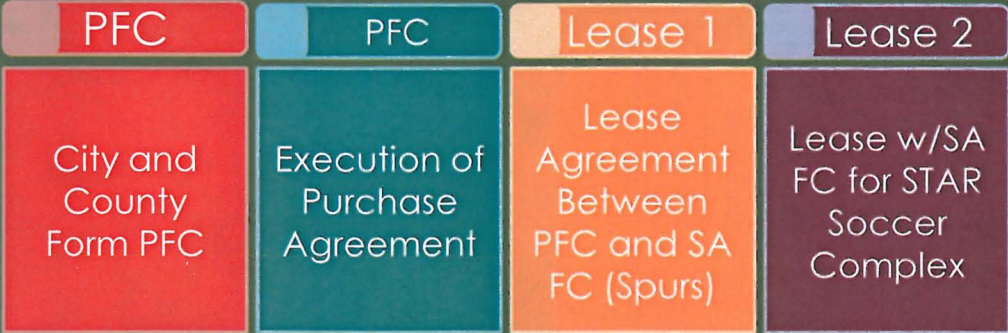 PFC
City and
County
Form PFC
PFC
Execution of
Purchase
Agreement
Lease 1
Lease
Agreement
Between
PFC and SA
FC (Spurs)
Lease 2
Lease w/SA
FC for STAR
Soccer
Complex